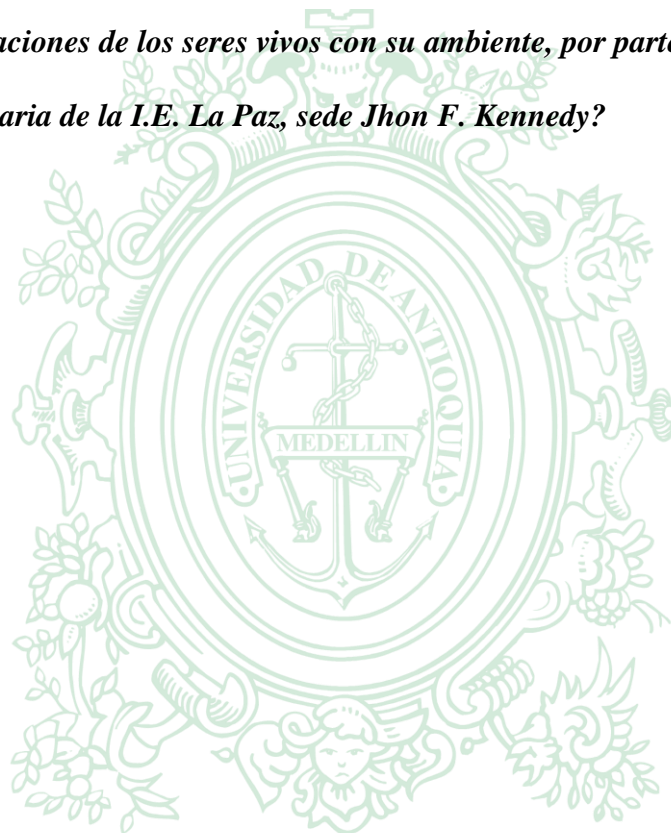 aciones de los seres vivos con su ambiente, por part
aria de la I.E. La Paz, sede Jhon F. Kennedy?
UNIVERSIDAD DE ANTIOQUIA
MEDELLIN